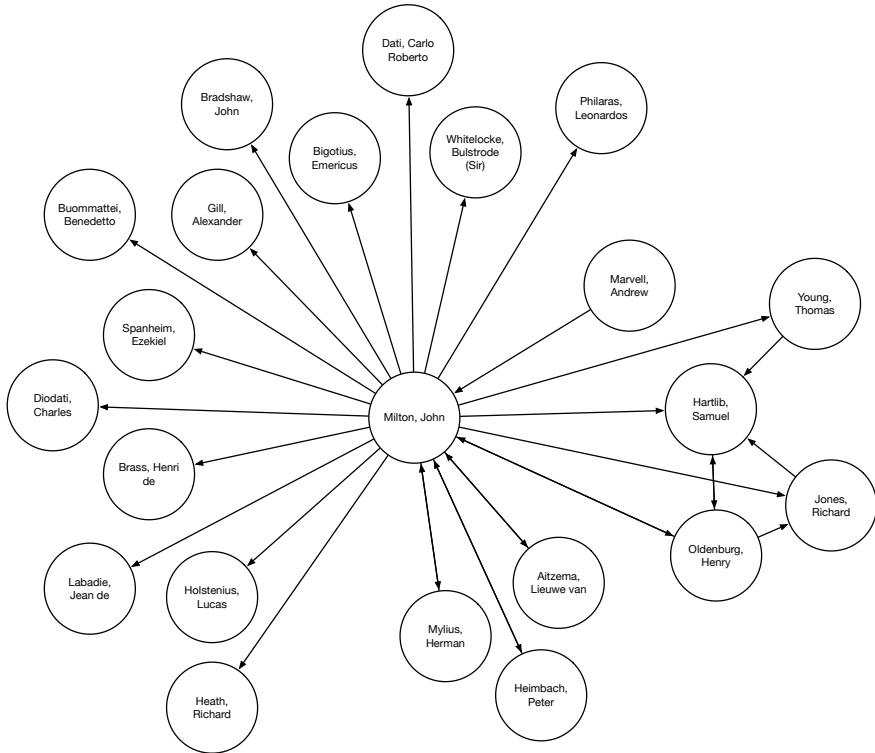 Dati, Carlo
Roberto
Bradshaw,
John
Philaras,
Leonardos
Bigotius,
Emericus
Whitelocke,
Bulstrode
(Sir)
Buommattei,
Benedetto
Gill,
Alexander
Marvell,
Andrew
Young,
Thomas
Spanheim,
Ezekiel
Diodati,
Charles
Milton, John
Hartlib,
Samuel
Brass, Henri
de
Jones,
Richard
Oldenburg,
Henry
Labadie,
Jean de
Holstenius,
Lucas
Aitzema,
Lieuwe van
Mylius,
Herman
Heath,
Richard
Heimbach,
Peter